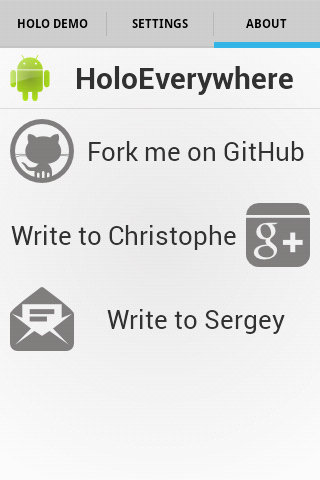 HOLO DEMO
SETTINGS
ABOUT
HoloEverywhere
Fork me on GitHub
Write to Christophe
g+
Write to Sergey